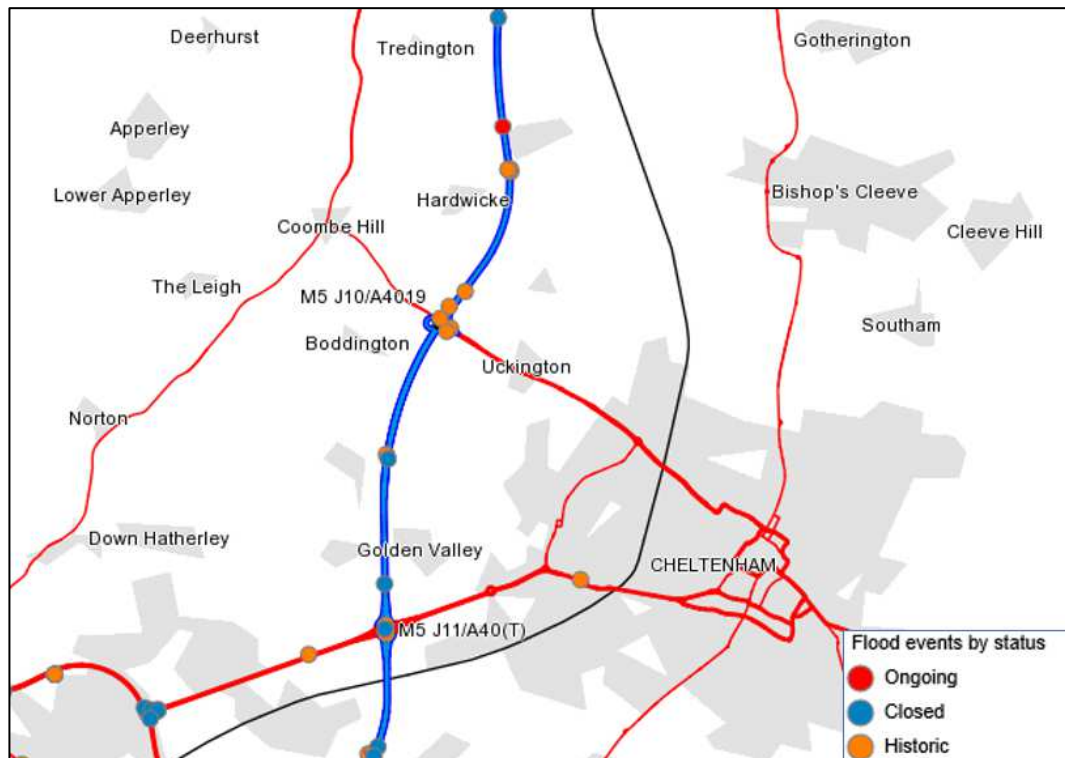 Deerhurst
Tredington
Gotherington
Apperley
Lower Apperley
Hardwicke
Bishop's Cleeve
Coombe Hill
Cleeve Hill
The Leigh
M5 J10/A4019
Southam
Boddington
Uckington
Norton
Down Hatherley
Golden Valley
CHELTENHAM
M5 J11/A40(T)
Flood events by status
Ongoing
Closed
Historic